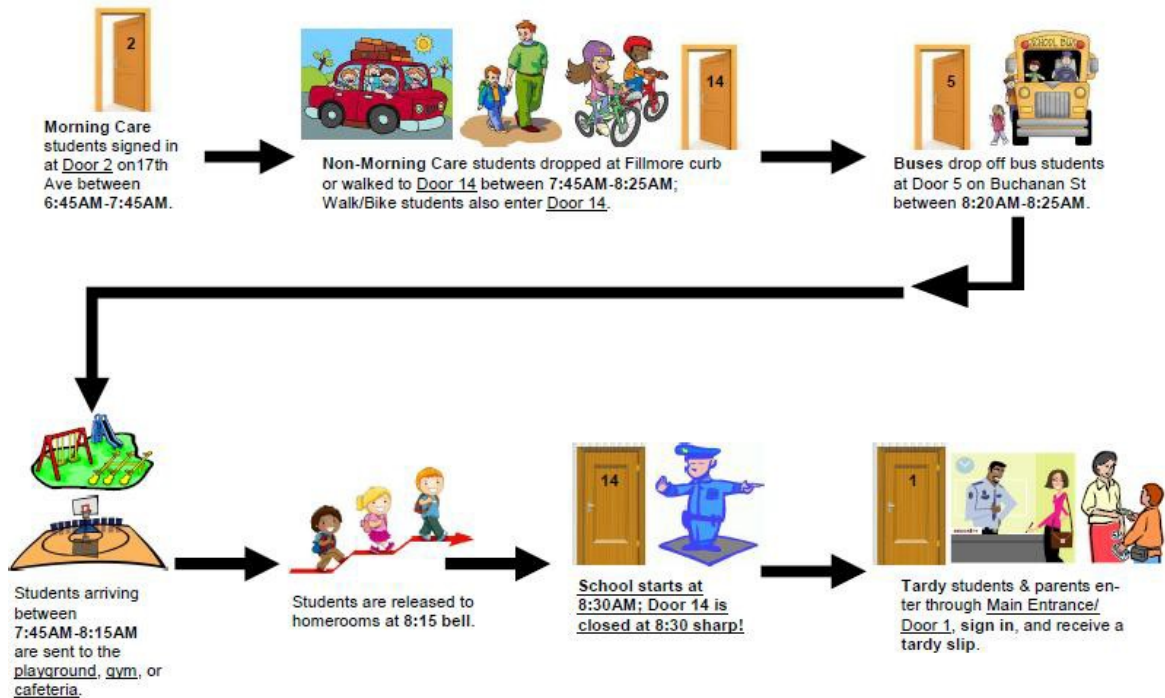 2
14
5
SCHOOL BUS
Morning Care
students signed in
at Door 2 on17th
Ave between
6:45AM-7:45AM.
Non-Morning Care students dropped at Fillmore curb
or walked to Door 14 between 7:45AM-8:25AM;
Walk/Bike students also enter Door 14.
Buses drop off bus students
at Door 5 on Buchanan St
between 8:20AM-8:25AM.
14
1
Students arriving
between
7:45AM-8:15AM
are sent to the
playground, gym, or
cafeteria.
Students are released to
homerooms at 8:15 bell.
School starts at
8:30AM; Door 14 is
closed at 8:30 sharp!
Tardy students & parents en-
ter through Main Entrance/
Door 1, sign in, and receive a
tardy slip.